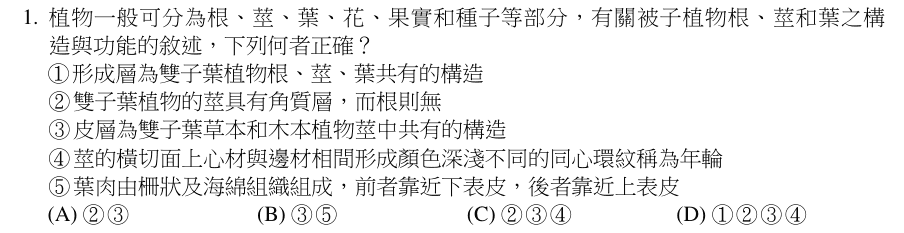 1. 植物一般可分為根、莖、葉、花、果實和種子等部分，有關被子植物根、莖和葉之構
造與功能的敘述，下列何者正確？
①形成層為雙子葉植物根、莖、葉共有的構造
②雙子葉植物的莖具有角質層，而根則無
③皮層為雙子葉草本和木本植物莖中共有的構造
④莖的橫切面上心材與邊材相間形成顏色深淺不同的同心環紋稱為年輪
⑤葉肉由柵狀及海綿組織組成，前者靠近下表皮，後者靠近上表皮
(A) ②③ (B) ③⑤ (C) ②③④ (D) ①②③④